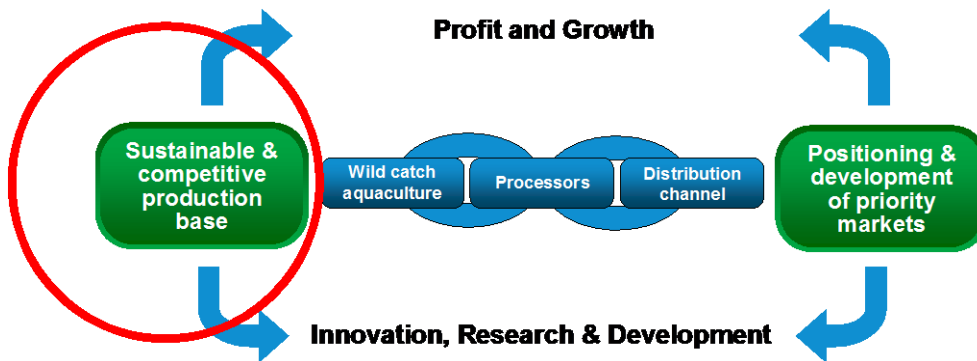 Profit and Growth
Sustainable &
competitive
production
base
Wild catch
aquaculture
Processors
Distribution
channel
Positioning &
development
of priority
markets
Innovation, Research & Development